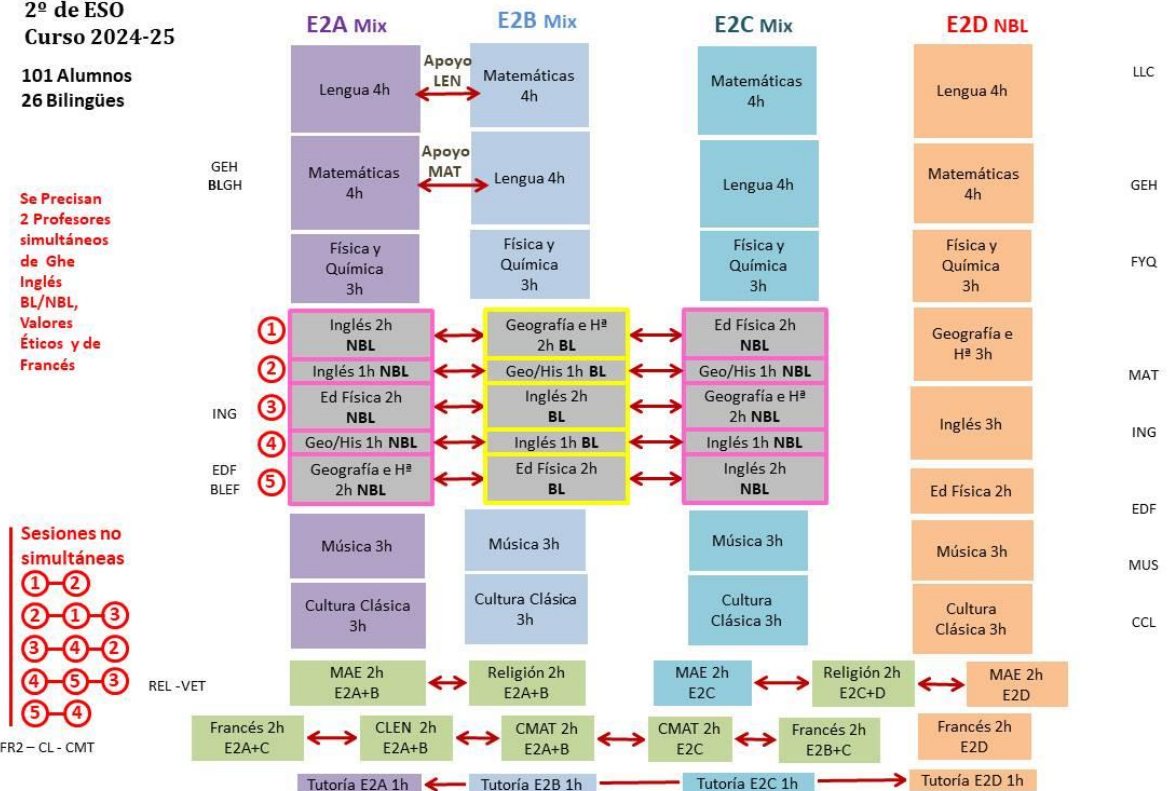 2º de ESO
Curso 2024-25
101 Alumnos
26 Bilingües
E2A Mix
E2B Mix
E2C Mix
E2D NBL
Lengua 4h
Apoyo
LEN
Matemáticas
4h
Matemáticas
4h
Lengua 4h
LLC
GEH
BLGH
Matemáticas
4h
Apoyo
MAT
Lengua 4h
Lengua 4h
Matemáticas
4h
GEH
Se Precisan
2 Profesores
simultáneos
de Ghe
Inglés
BL/NBL,
Valores
Éticos y de
Francés
Física y
Química
3h
Física y
Química
3h
Física y
Química
3h
Física y
Química
3h
FYQ
1
Inglés 2h
NBL
Geografía e Hª
2h BL
Ed Física 2h
NBL
Geografía e
Hª 3h
2
Inglés 1h NBL
Geo/His 1h BL
Geo/His 1h NBL
MAT
ING
3
Ed Física 2h
NBL
Inglés 2h
BL
Geografía e Hª
2h NBL
Inglés 3h
ING
4
Geo/His 1h NBL
Inglés 1h BL
Inglés 1h NBL
EDF
BLEF
5
Geografía e Hª
2h NBL
Ed Física 2h
BL
Inglés 2h
NBL
Ed Física 2h
EDF
Sesiones no
simultáneas
1-2
2-1-3
3-4-2
4-5-3
5-4
Música 3h
Música 3h
Música 3h
Música 3h
MUS
Cultura Clásica
3h
Cultura Clásica
3h
Cultura
Clásica 3h
Cultura
Clásica 3h
CCL
REL -VET
MAE 2h
E2A+B
Religión 2h
E2A+B
MAE 2h
E2C
Religión 2h
E2C+D
MAE 2h
E2D
FR2 – CL - CMT
Francés 2h
E2A+C
CLEN 2h
E2A+B
CMAT 2h
E2A+B
CMAT 2h
E2C
Francés 2h
E2B+C
Francés 2h
E2D
Tutoría E2A 1h
Tutoría E2B 1h
Tutoría E2C 1h
Tutoría E2D 1h